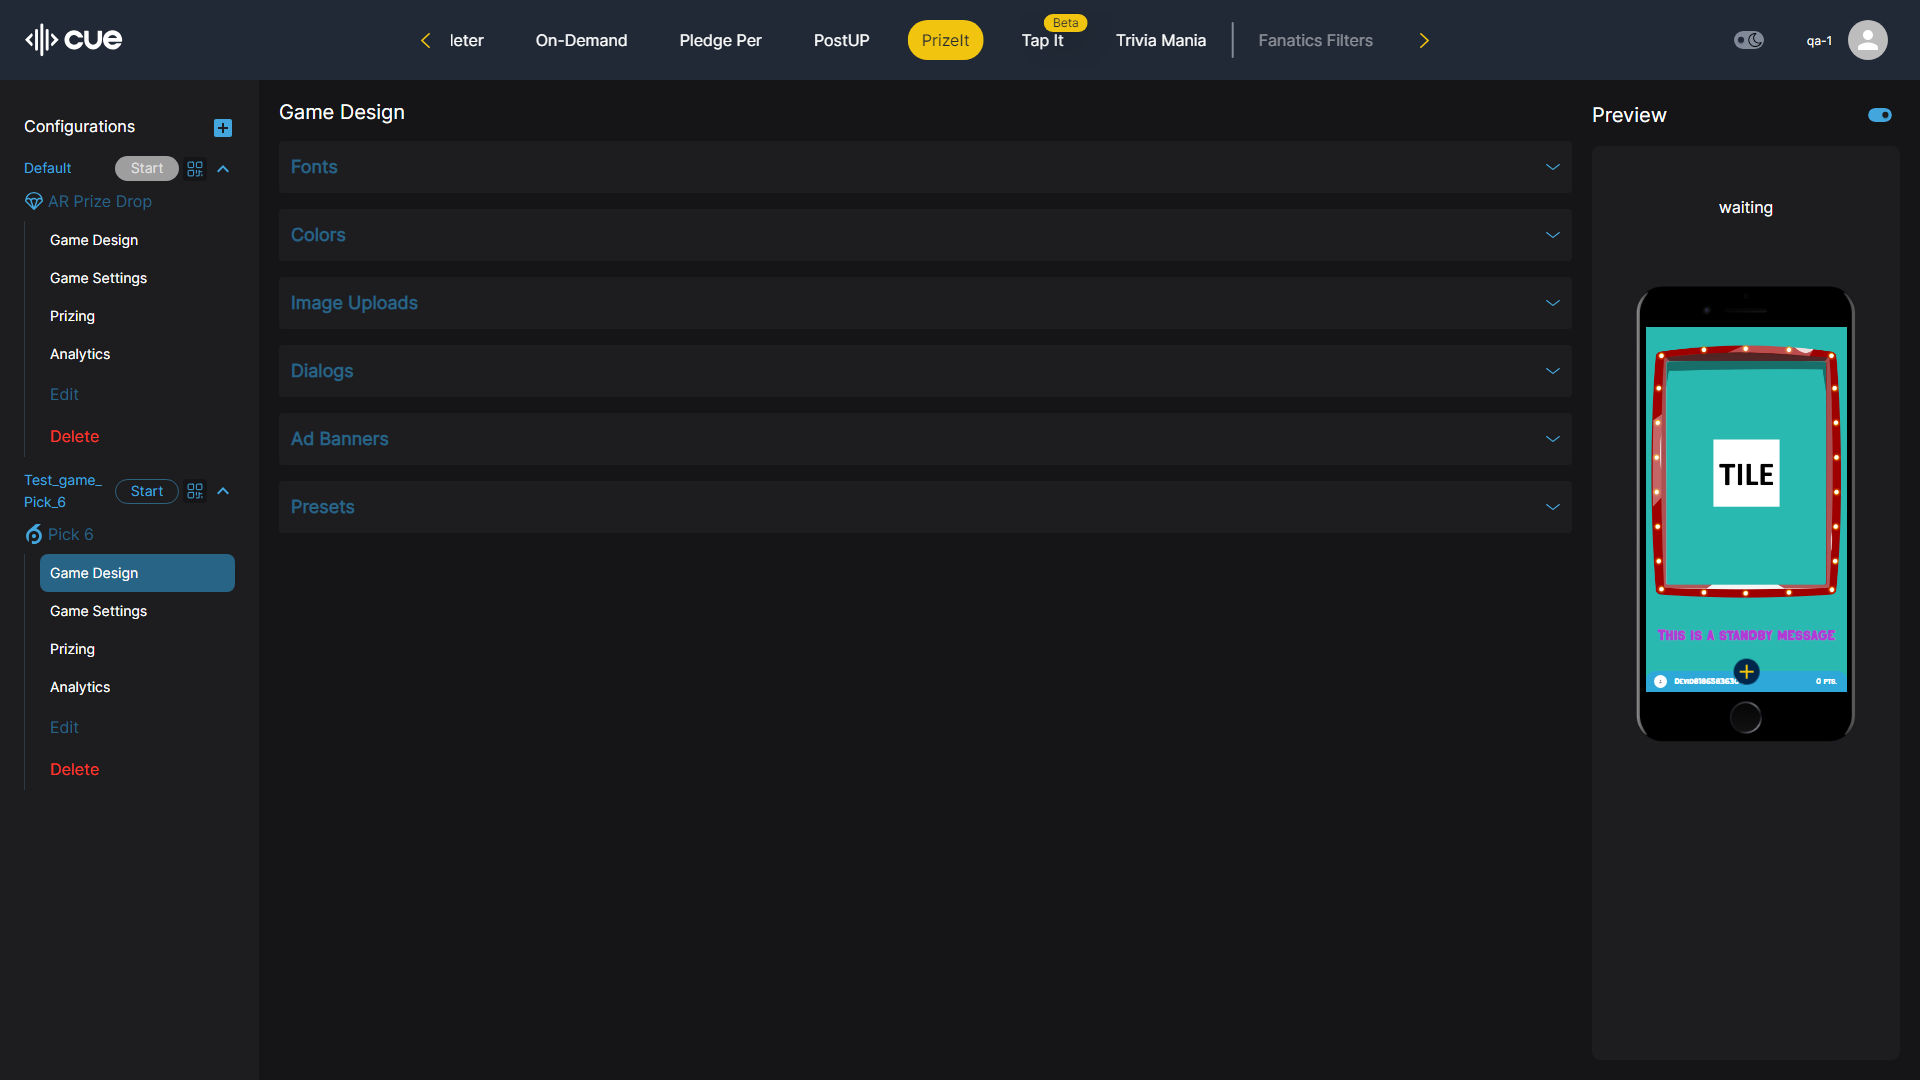 cue
leter
On-Demand
Pledge Per
PostUP
PrizeIt
Beta
Tap It
Trivia Mania
Fanatics Filters
qa-1
Configurations
Default
Start
AR Prize Drop
Game Design
Game Settings
Prizing
Analytics
Edit
Delete
Test_game_
Pick_6
Start
Pick 6
Game Design
Game Settings
Prizing
Analytics
Edit
Delete
Game Design
Fonts
Colors
Image Uploads
Dialogs
Ad Banners
Presets
Preview
waiting
TILE
THIS IS A STANDBY MESSAGE
0 PTS.